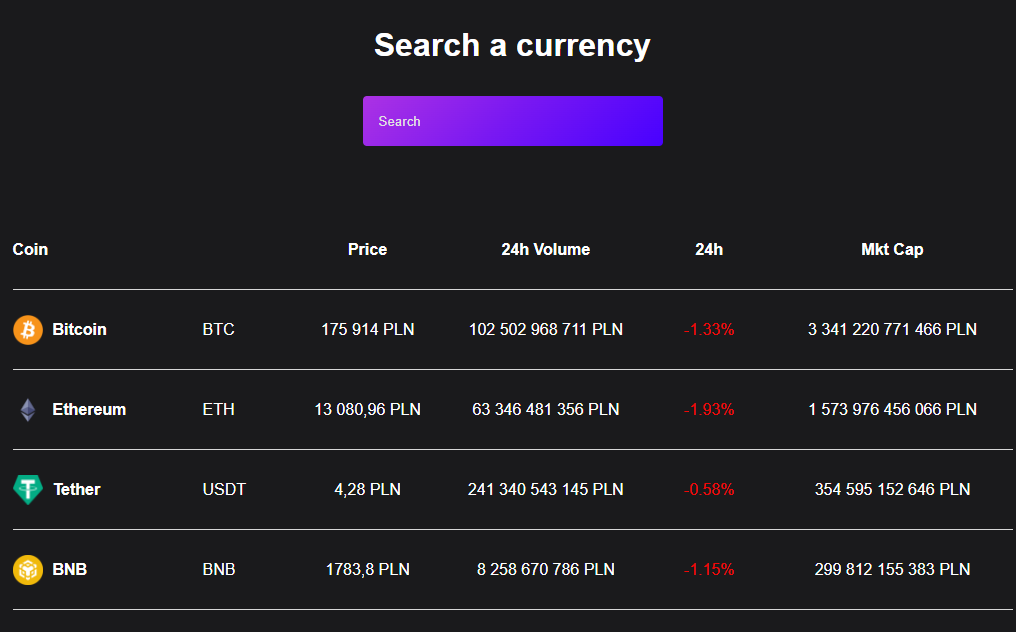 Search a currency
Search
Coin Price 24h Volume 24h Mkt Cap
Bitcoin BTC 175 914 PLN 102 502 968 711 PLN -1.33% 3 341 220 771 466 PLN
Ethereum ETH 13 080,96 PLN 63 346 481 356 PLN -1.93% 1 573 976 456 066 PLN
Tether USDT 4,28 PLN 241 340 543 145 PLN -0.58% 354 595 152 646 PLN
BNB BNB 1783,8 PLN 8 258 670 786 PLN -1.15% 299 812 155 383 PLN